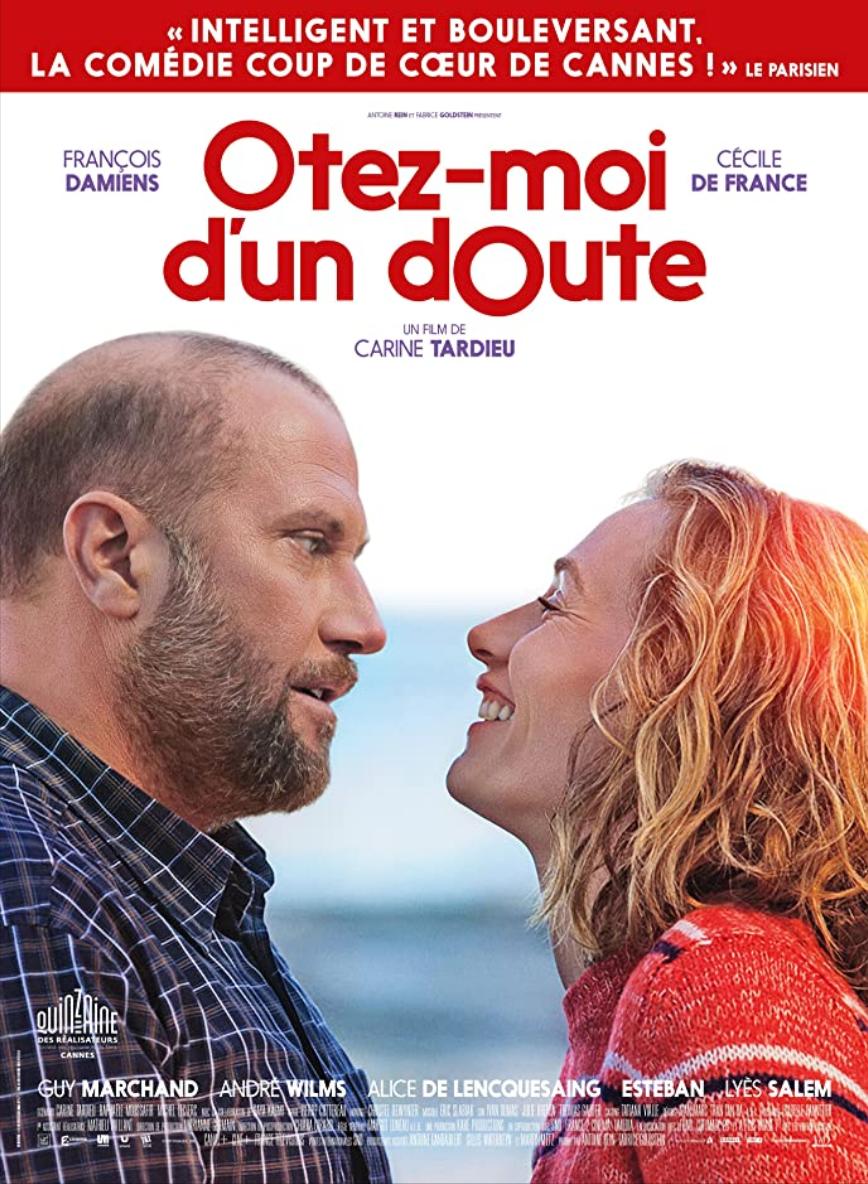 « INTELLIGENT ET BOULEVERSANT,
LA COMÉDIE COUP DE CŒUR DE CANNES ! » LE PARISIEN
ANTOINE REIN ET FABRICE GOLDSTEIN PRÉSENTENT
FRANÇOIS
DAMIENS
CÉCILE
DE FRANCE
Otez-moi
d'un dOute
UN FILM DE
CARINE TARDIEU
QUINZAINE
DES RÉALISATEURS
CANNES
GUY MARCHAND ANDRÉ WILMS ALICE DE LENCQUESAING ESTEBAN LYÈS SALEM